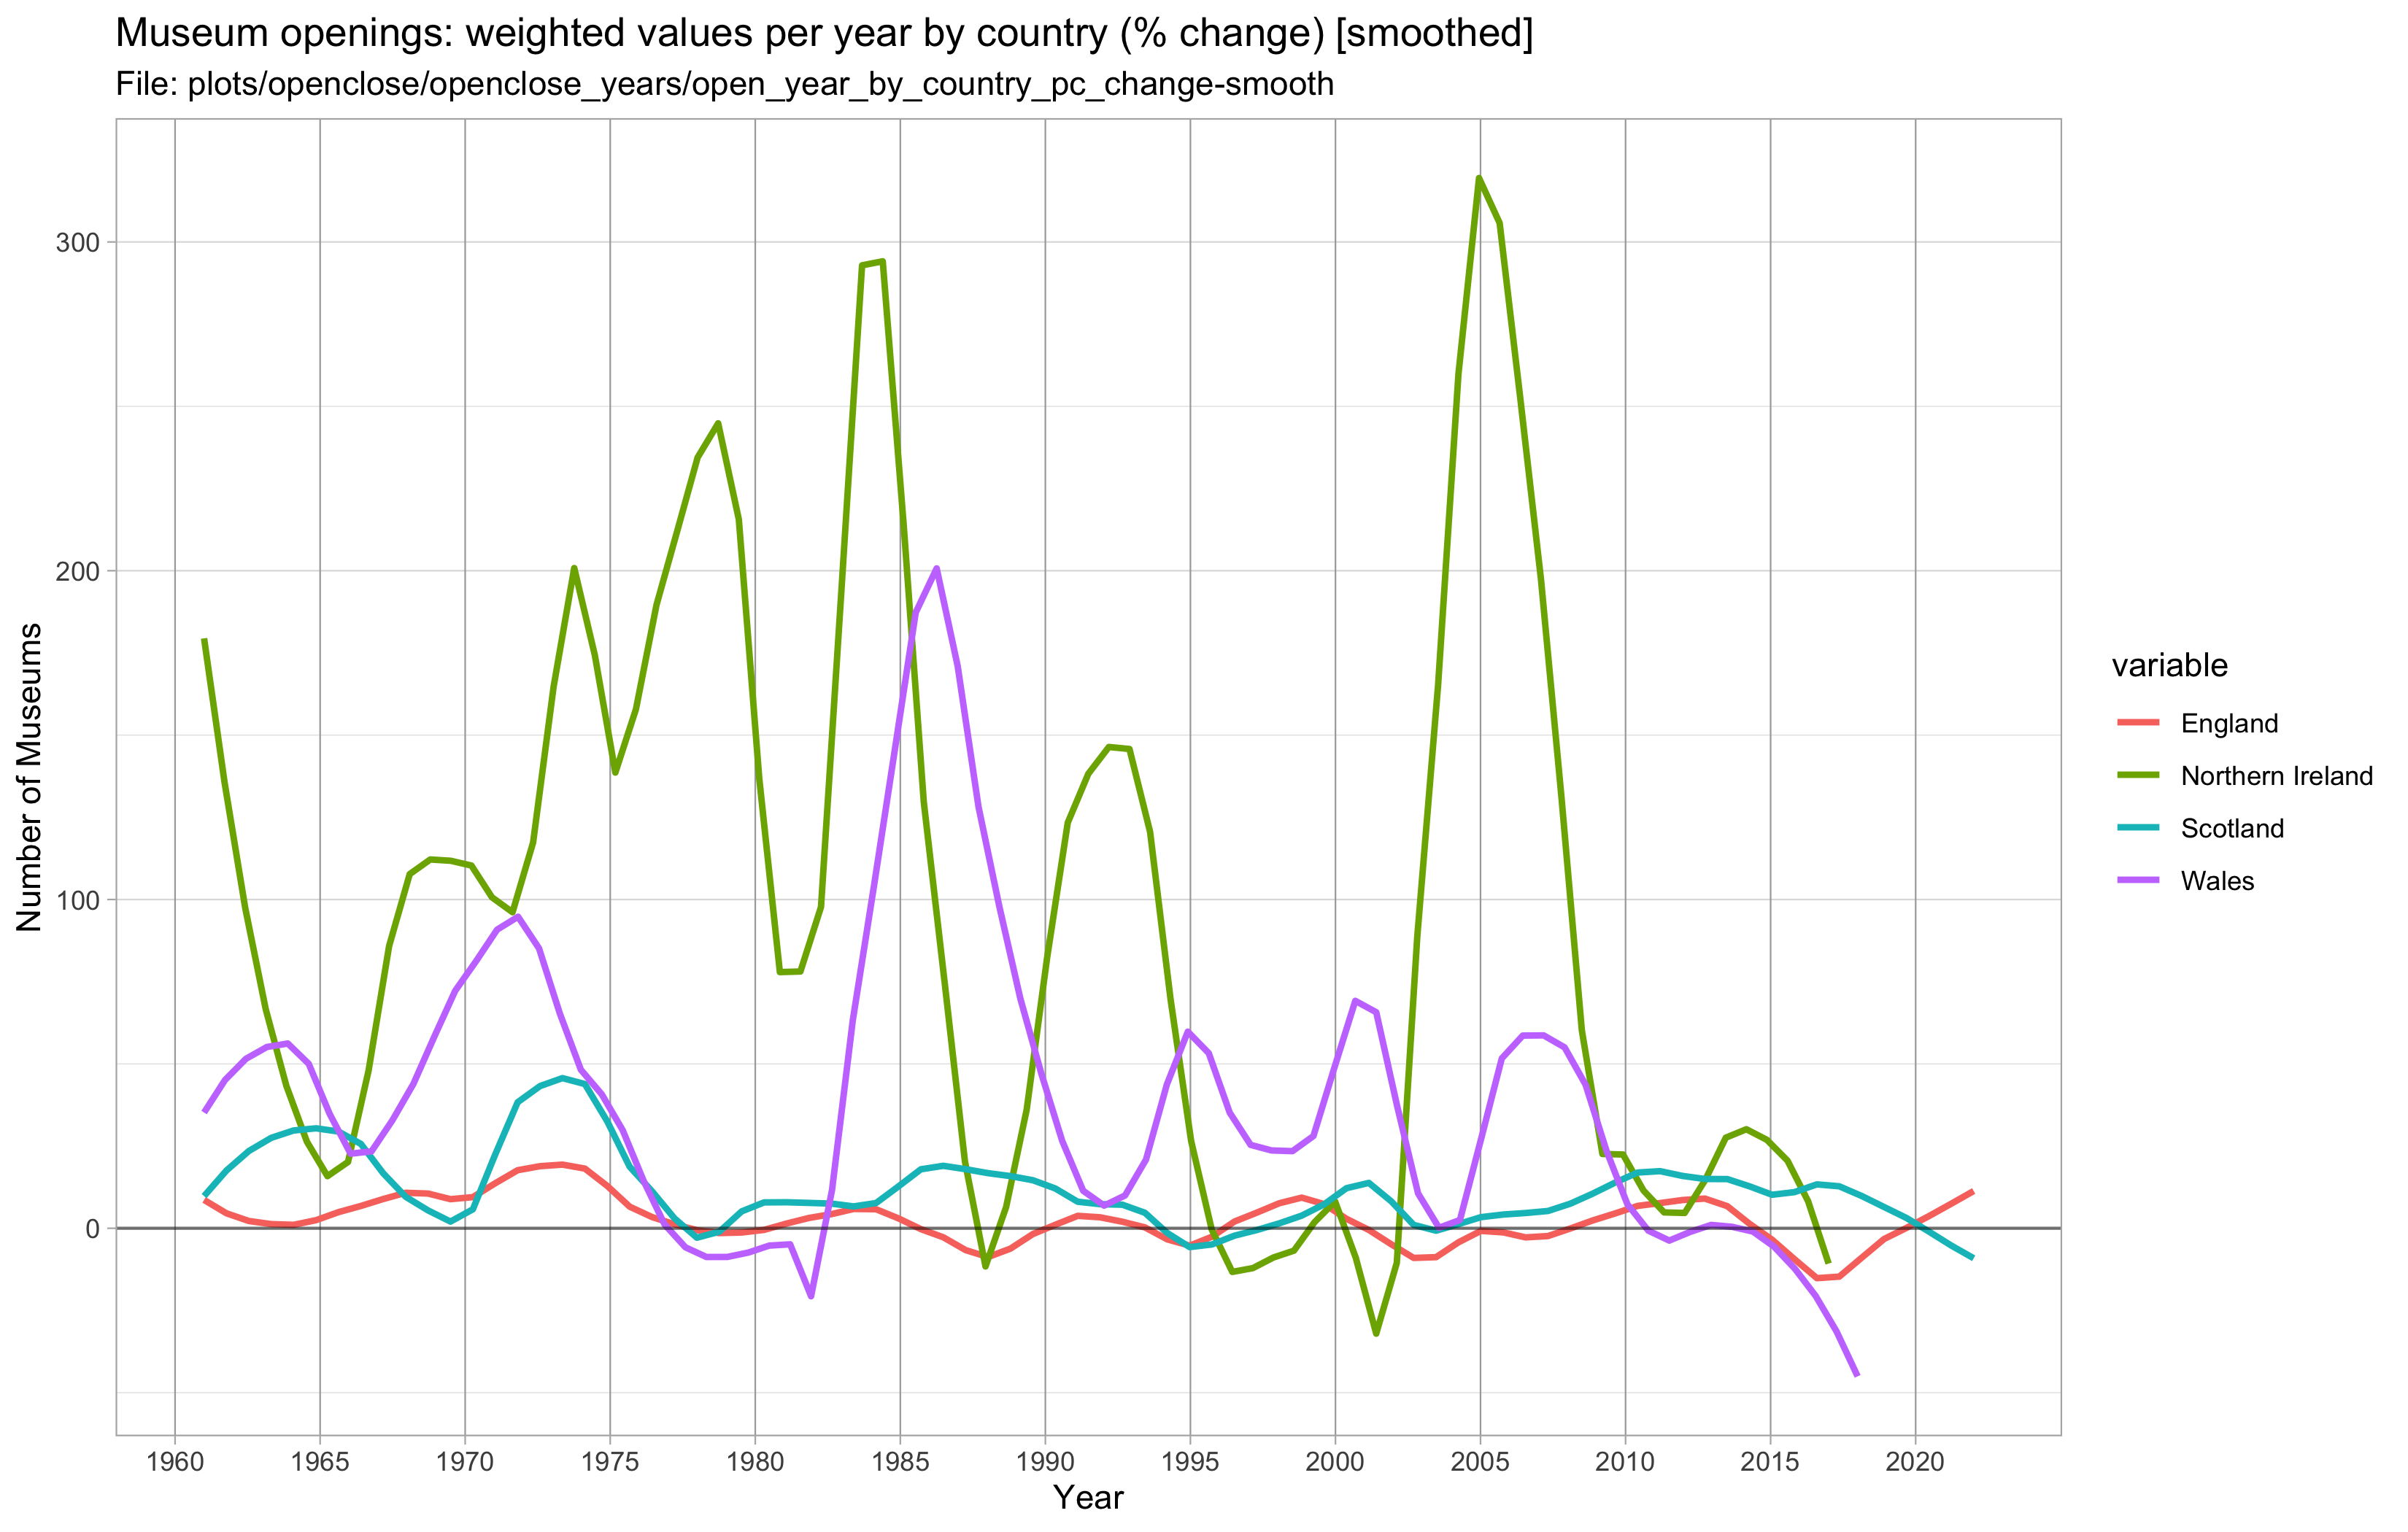 Museum openings: weighted values per year by country (% change) [smoothed]
File: plots/openclose/openclose_years/open_year_by_country_pc_change-smooth
Number of Museums
300
200
100
0
1960 1965 1970 1975 1980 1985 1990 1995 2000 2005 2010 2015 2020
Year
variable
England
Northern Ireland
Scotland
Wales